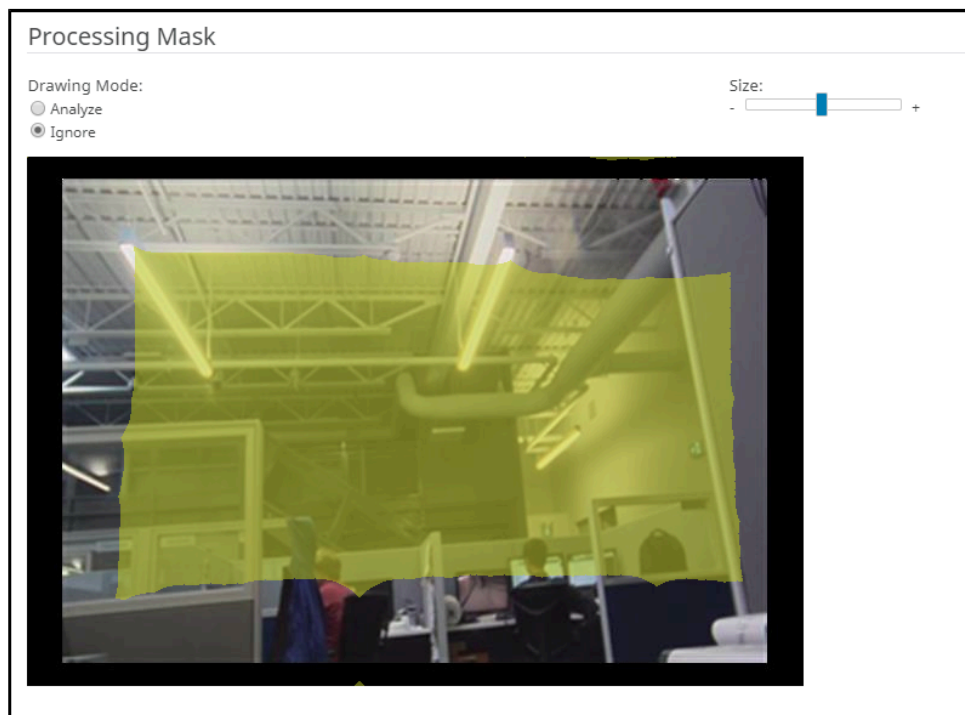 Processing Mask
Drawing Mode:
Analyze
Ignore
Size:
- +